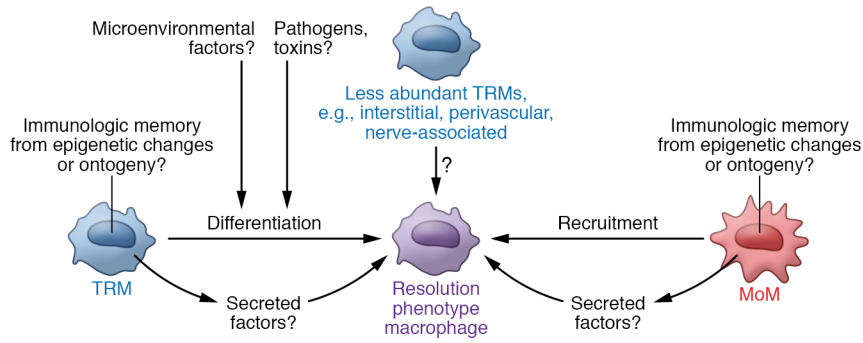 Microenvironmental
factors?
Pathogens,
toxins?
Less abundant TRMs,
e.g., interstitial, perivascular,
nerve-associated
Immunologic memory
from epigenetic changes
or ontogeny?
Immunologic memory
from epigenetic changes
or ontogeny?
?
Differentiation
Recruitment
TRM
Resolution
phenotype
macrophage
MoM
Secreted
factors?
Secreted
factors?